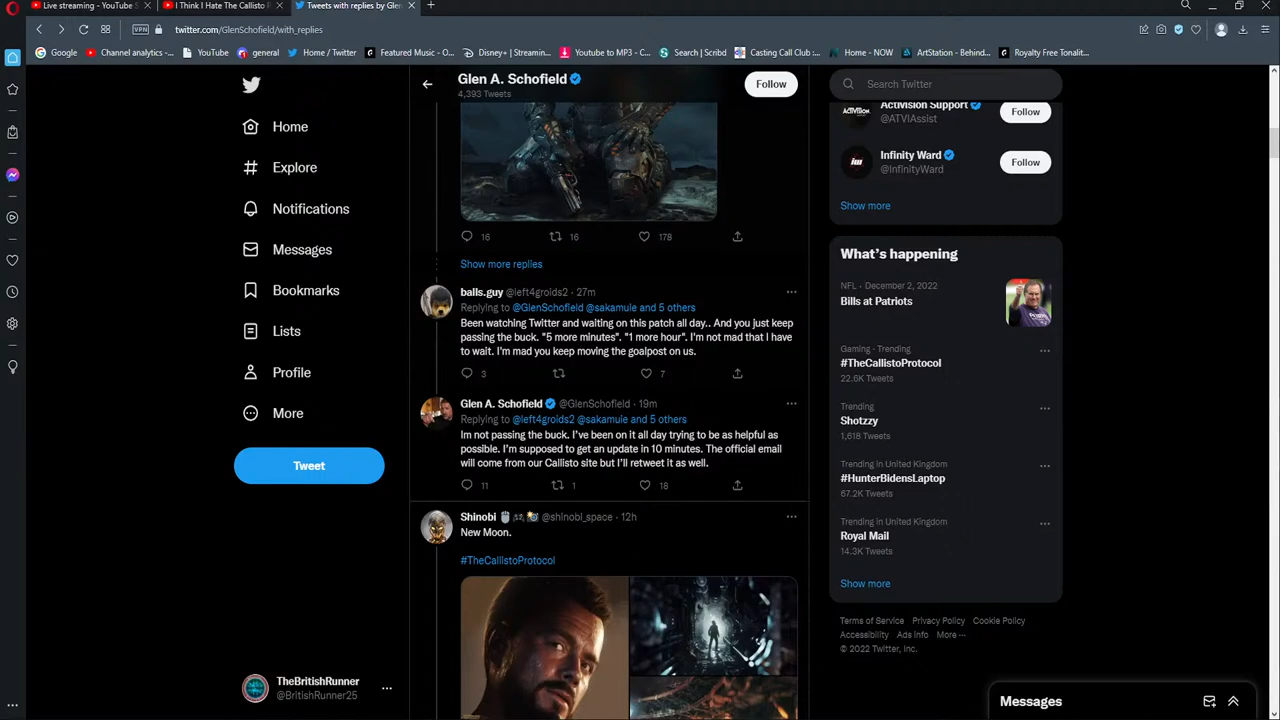 Live streaming - YouTube S
I Think I Hate The Callisto P
Tweets with replies by Glen
VPN
twitter.com/GlenSchofield/with_replies
Google
Channel analytics -...
YouTube
general
Home / Twitter
Featured Music - O...
Disney+ | Streamin...
Youtube to MP3 - C...
Search | Scribd
Casting Call Club :...
Home - NOW
ArtStation - Behind...
Royalty Free Tonalit...
Glen A. Schofield
4,393 Tweets
Follow
Search Twitter
Home
Explore
Notifications
Messages
Bookmarks
Lists
Profile
More
Tweet
TheBritishRunner
@BritishRunner25
16
16
178
Show more replies
balls.guy @left4groids2 · 27m
Replying to @GlenSchofield @sakamuie and 5 others
Been watching Twitter and waiting on this patch all day.. And you just keep
passing the buck. "5 more minutes". "1 more hour". I'm not mad that I have
to wait. I'm mad you keep moving the goalpost on us.
3
7
Glen A. Schofield @GlenSchofield · 19m
Replying to @left4groids2 @sakamuie and 5 others
Im not passing the buck. I've been on it all day trying to be as helpful as
possible. I'm supposed to get an update in 10 minutes. The official email
will come from our Callisto site but I'll retweet it as well.
11
1
18
Shinobi @shinobi_space · 12h
New Moon.
#TheCallistoProtocol
ACTIVISION
Activision Support
@ATVIAssist
Follow
iw
Infinity Ward
@InfinityWard
Follow
Show more
What's happening
NFL · December 2, 2022
Bills at Patriots
Gaming · Trending
#TheCallistoProtocol
22.6K Tweets
Trending
Shotzzy
1,618 Tweets
Trending in United Kingdom
#HunterBidensLaptop
67.2K Tweets
Trending in United Kingdom
Royal Mail
14.3K Tweets
Show more
Terms of Service Privacy Policy Cookie Policy
Accessibility Ads info More ···
© 2022 Twitter, Inc.
Messages